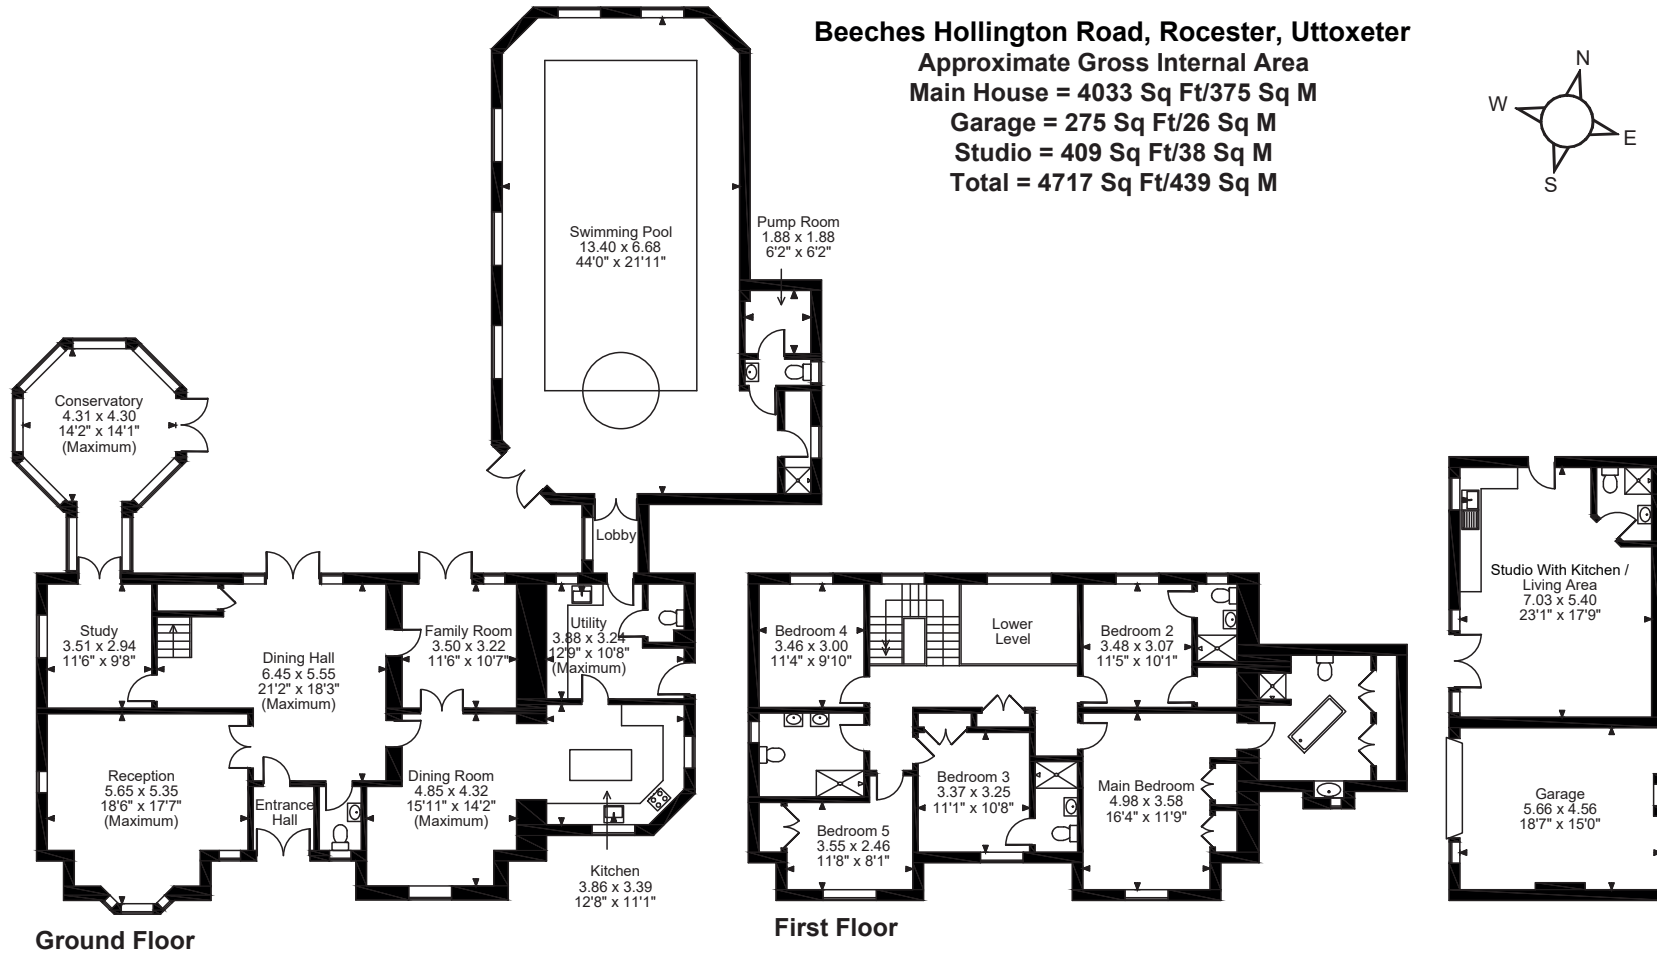 Beeches Hollington Road, Rocester, Uttoxeter
Approximate Gross Internal Area
Main House = 4033 Sq Ft/375 Sq M
Garage = 275 Sq Ft/26 Sq M
Studio = 409 Sq Ft/38 Sq M
Total = 4717 Sq Ft/439 Sq M
N
W
E
S
Swimming Pool
13.40 x 6.68
44'0" x 21'11"
Pump Room
1.88 x 1.88
6'2" x 6'2"
Conservatory
4.31 x 4.30
14'2" x 14'1"
(Maximum)
Lobby
Study
3.51 x 2.94
11'6" x 9'8"
Dining Hall
6.45 x 5.55
21'2" x 18'3"
(Maximum)
Family Room
3.50 x 3.22
11'6" x 10'7"
Utility
3.88 x 3.24
12'9" x 10'8"
(Maximum)
Reception
5.65 x 5.35
18'6" x 17'7"
(Maximum)
Entrance
Hall
Dining Room
4.85 x 4.32
15'11" x 14'2"
(Maximum)
Kitchen
3.86 x 3.39
12'8" x 11'1"
Ground Floor
Bedroom 4
3.46 x 3.00
11'4" x 9'10"
Lower
Level
Bedroom 2
3.48 x 3.07
11'5" x 10'1"
Bedroom 3
3.37 x 3.25
11'1" x 10'8"
Main Bedroom
4.98 x 3.58
16'4" x 11'9"
Bedroom 5
3.55 x 2.46
11'8" x 8'1"
First Floor
Studio With Kitchen /
Living Area
7.03 x 5.40
23'1" x 17'9"
Garage
5.66 x 4.56
18'7" x 15'0"